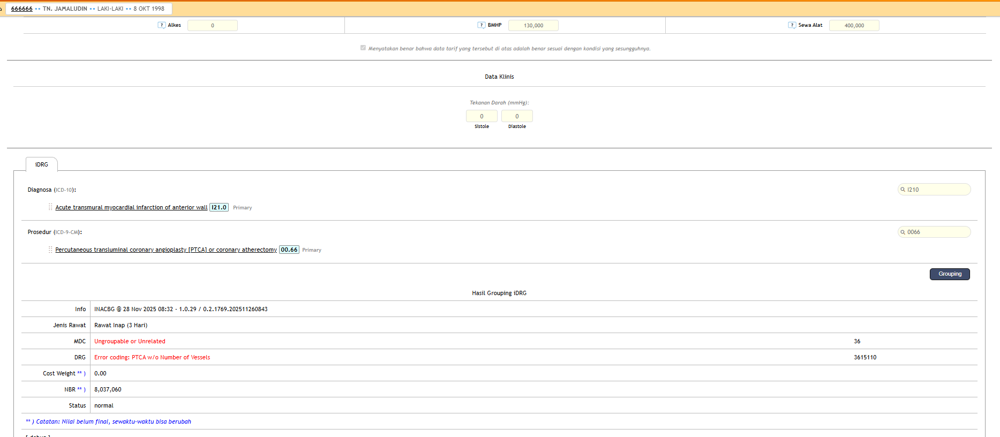 666666 •• TN. JAMALUDIN •• LAKI-LAKI •• 8 OKT 1998
? Alkes 0 ? BMHP 130,000 ? Sewa Alat 400,000
Menyatakan benar bahwa data tarif yang tersebut di atas adalah benar sesuai dengan kondisi yang sesungguhnya.
Data Klinis
Tekanan Darah (mmHg):
0 0
Sistole Diastole
iDRG
Diagnosa (ICD-10): I210
Acute transmural myocardial infarction of anterior wall I21.0 Primary
Prosedur (ICD-9-CM): 0066
Percutaneous transluminal coronary angioplasty [PTCA] or coronary atherectomy 00.66 Primary
Grouping
Hasil Grouping iDRG
Info INACBG @ 28 Nov 2025 08:32 - 1.0.29 / 0.2.1769.202511260843
Jenis Rawat Rawat Inap (3 Hari)
MDC Ungroupable or Unrelated 36
DRG Error coding: PTCA w/o Number of Vessels 3615110
Cost Weight ** ) 0.00
NBR ** ) 8,037,060
Status normal
** ) Catatan: Nilai belum final, sewaktu-waktu bisa berubah
[ debug ]